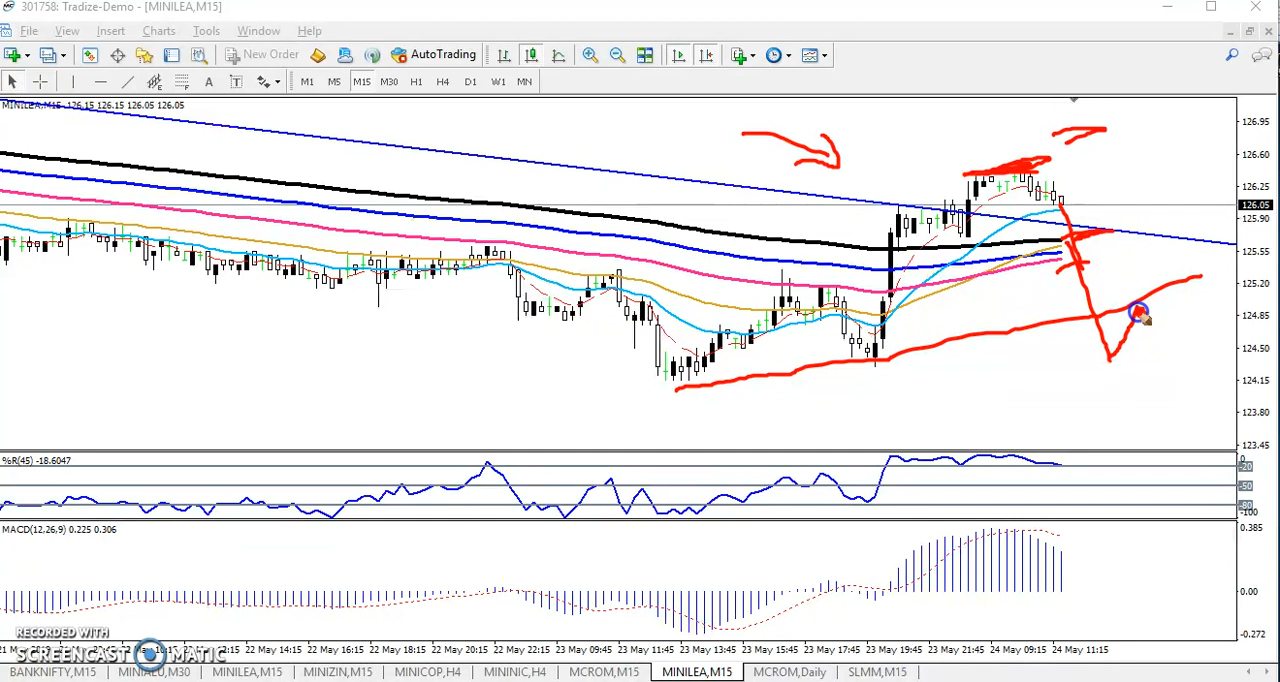 301758: Tradize-Demo - [MINILEA,M15]
File View Insert Charts Tools Window Help
New Order AutoTrading
A T M1 M5 M15 M30 H1 H4 D1 W1 MN
MINILEA,M15 126.15 126.15 126.05 126.05
126.95
126.60
126.25
126.05
125.90
125.55
125.20
124.85
124.50
124.15
123.80
123.45
%R(45) -18.6047
0
-20
-50
-80
-100
MACD(12,26,9) 0.225 0.306
0.385
0.00
-0.272
22 May 14:15 22 May 16:15 22 May 18:15 22 May 20:15 22 May 22:15 23 May 11:45 23 May 13:45 23 May 15:45 23 May 17:45 23 May 19:45 23 May 21:45 24 May 09:15 24 May 11:15
RECORDED WITH
SCREENCAST MATIC
BANKNIFTY,M15 MINIALU,M30 MINILEA,M15 MINIZIN,M15 MINICOP,H4 MININIC,H4 MCROM,M15 MINILEA,M15 MCROM,Daily SLMM,M15